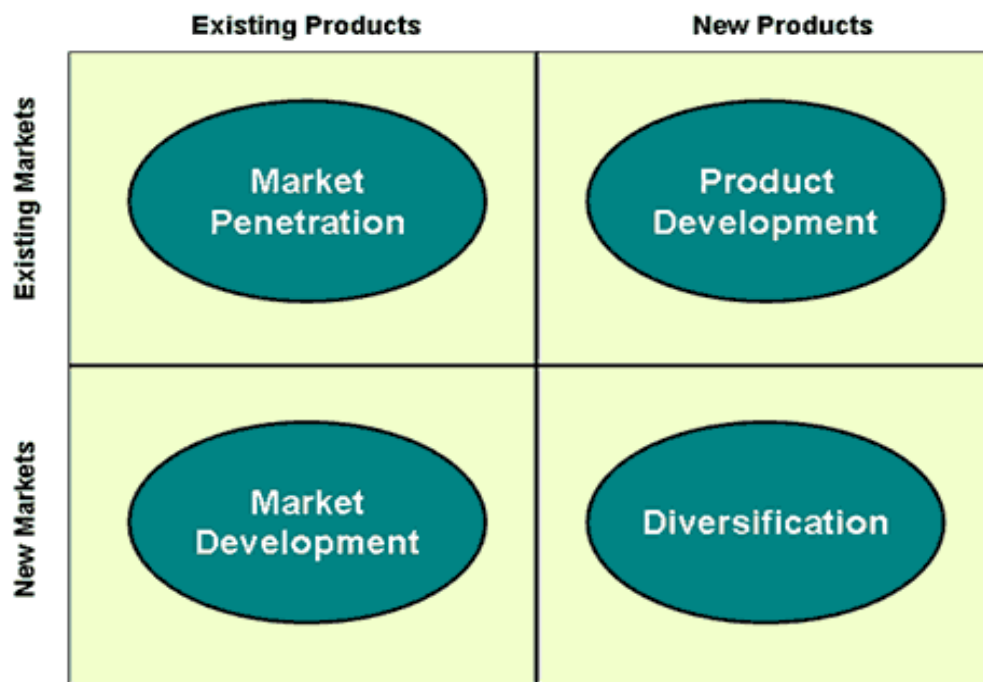 Existing Products
New Products
Existing Markets
Market
Penetration
Product
Development
New Markets
Market
Development
Diversification